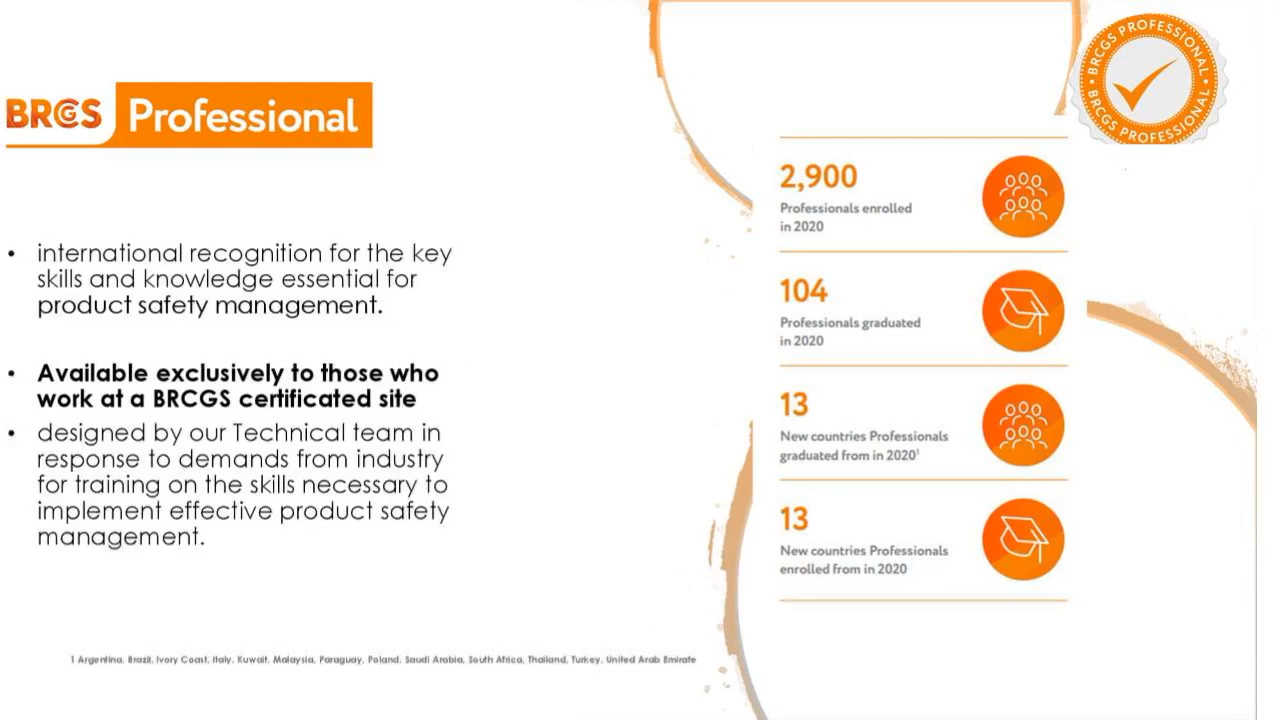 BRCGS Professional
• international recognition for the key
skills and knowledge essential for
product safety management.
• Available exclusively to those who
work at a BRCGS certificated site
• designed by our Technical team in
response to demands from industry
for training on the skills necessary to
implement effective product safety
management.
1 Argentina, Brazil, Ivory Coast, Italy, Kuwait, Malaysia, Paraguay, Poland, Saudi Arabia, South Africa, Thailand, Turkey, United Arab Emirate
BRCGS PROFESSIONAL
BRCGS PROFESSIONAL
2,900
Professionals enrolled
in 2020
104
Professionals graduated
in 2020
13
New countries Professionals
graduated from in 2020¹
13
New countries Professionals
enrolled from in 2020